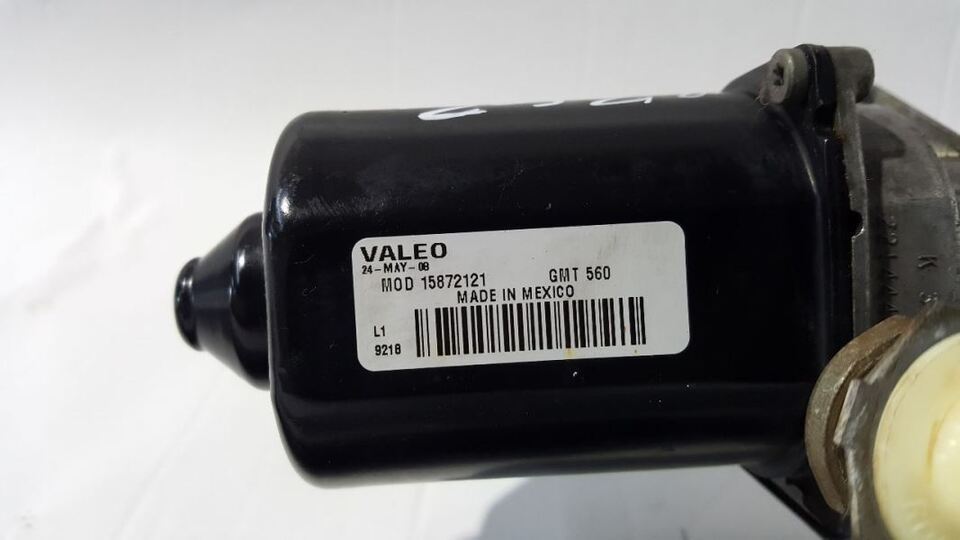 VALEO
24-MAY-08
MOD 15872121 GMT 560
MADE IN MEXICO
L1
9218
K